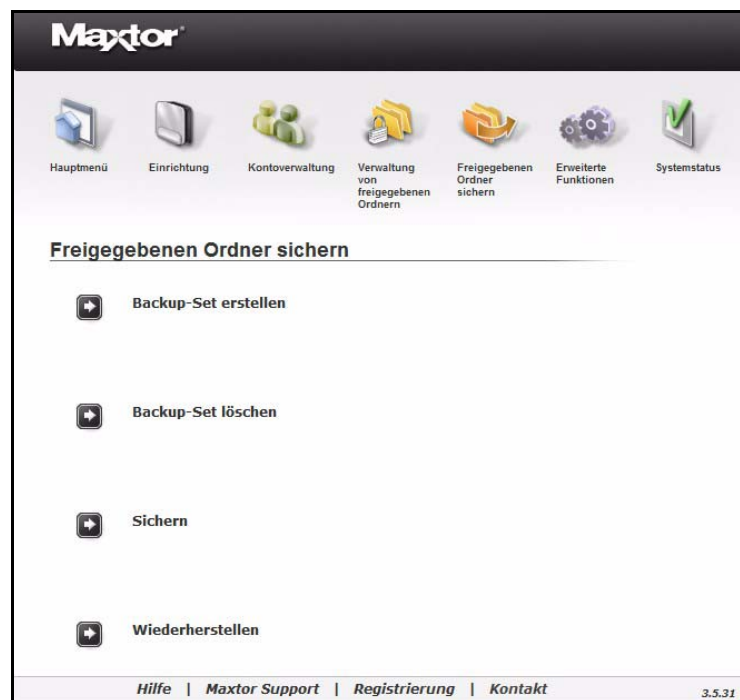 Maxtor
Hauptmenü
Einrichtung
Kontoverwaltung
Verwaltung
von
freigegebenen
Ordnern
Freigegebenen
Ordner
sichern
Erweiterte
Funktionen
Systemstatus
Freigegebenen Ordner sichern
Backup-Set erstellen
Backup-Set löschen
Sichern
Wiederherstellen
Hilfe | Maxtor Support | Registrierung | Kontakt
3.5.31